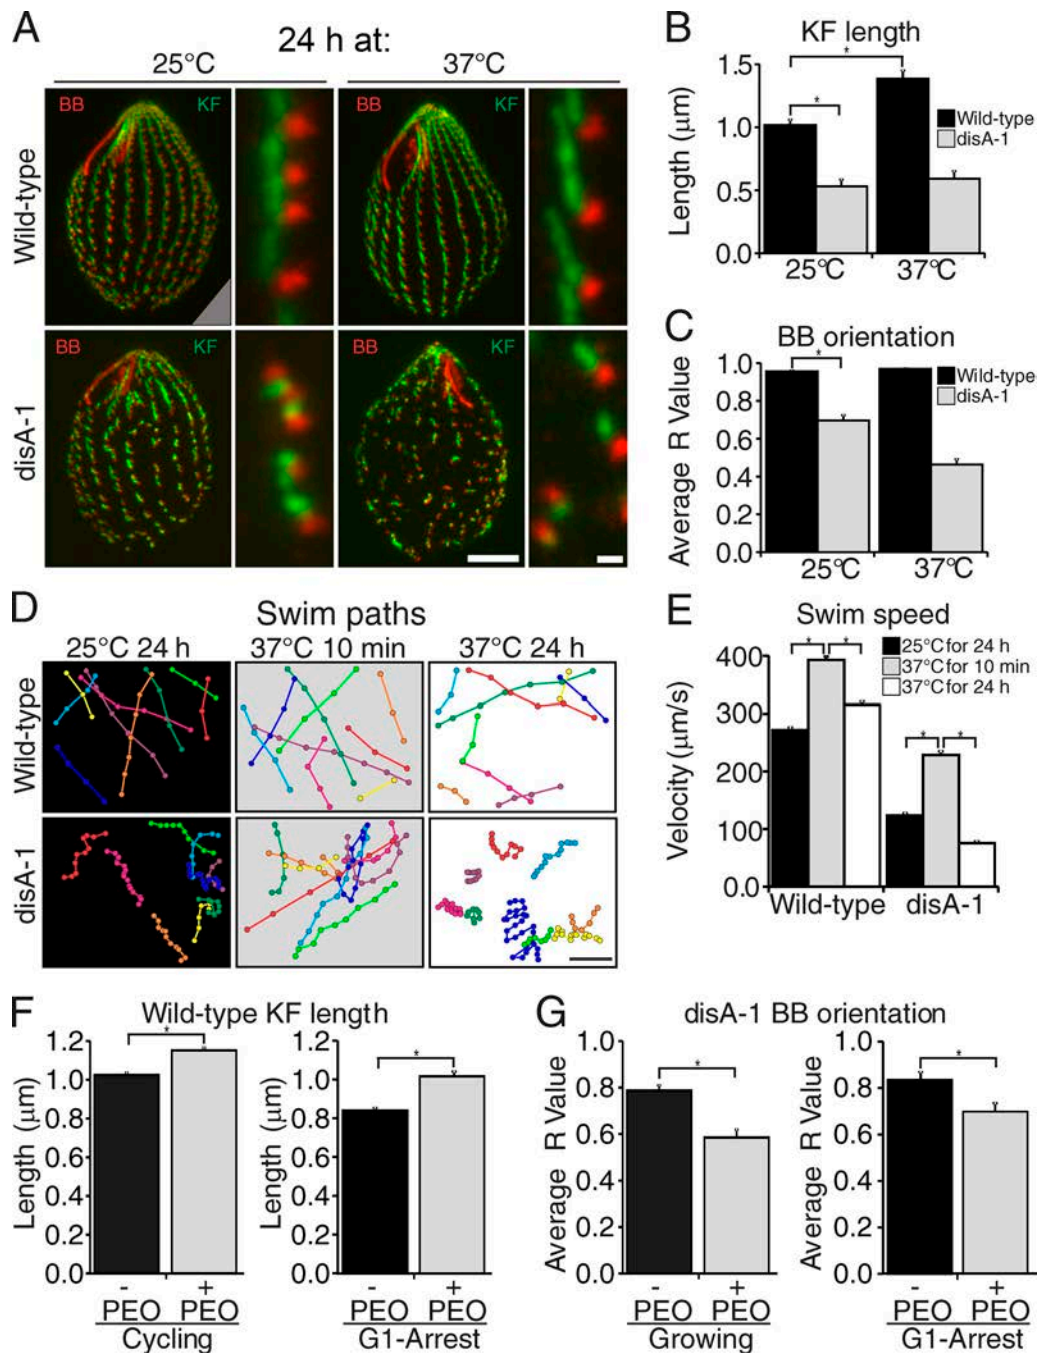 A
24 h at:
25°C
37°C
Wild-type
BB
KF
BB
KF
disA-1
BB
KF
BB
KF
B
KF length
Length (µm)
1.5
1.0
0.5
0.0
*
*
Wild-type
disA-1
25°C
37°C
C
BB orientation
Average R Value
1.0
0.8
0.6
0.4
0.2
0.0
*
Wild-type
disA-1
25°C
37°C
D
Swim paths
25°C 24 h
37°C 10 min
37°C 24 h
Wild-type
disA-1
E
Swim speed
Velocity (µm/s)
400
300
200
100
0.0
*
*
*
*
25°C for 24 h
37°C for 10 min
37°C for 24 h
Wild-type
disA-1
F
Wild-type KF length
Length (µm)
1.2
1.0
0.8
0.6
0.4
0.2
0.0
*
- +
PEO PEO
Cycling
Length (µm)
1.2
1.0
0.8
0.6
0.4
0.2
0.0
*
- +
PEO PEO
G1-Arrest
G
disA-1 BB orientation
Average R Value
1.0
0.8
0.6
0.4
0.2
0.0
*
- +
PEO PEO
Growing
Average R Value
1.0
0.8
0.6
0.4
0.2
0.0
*
- +
PEO PEO
G1-Arrest